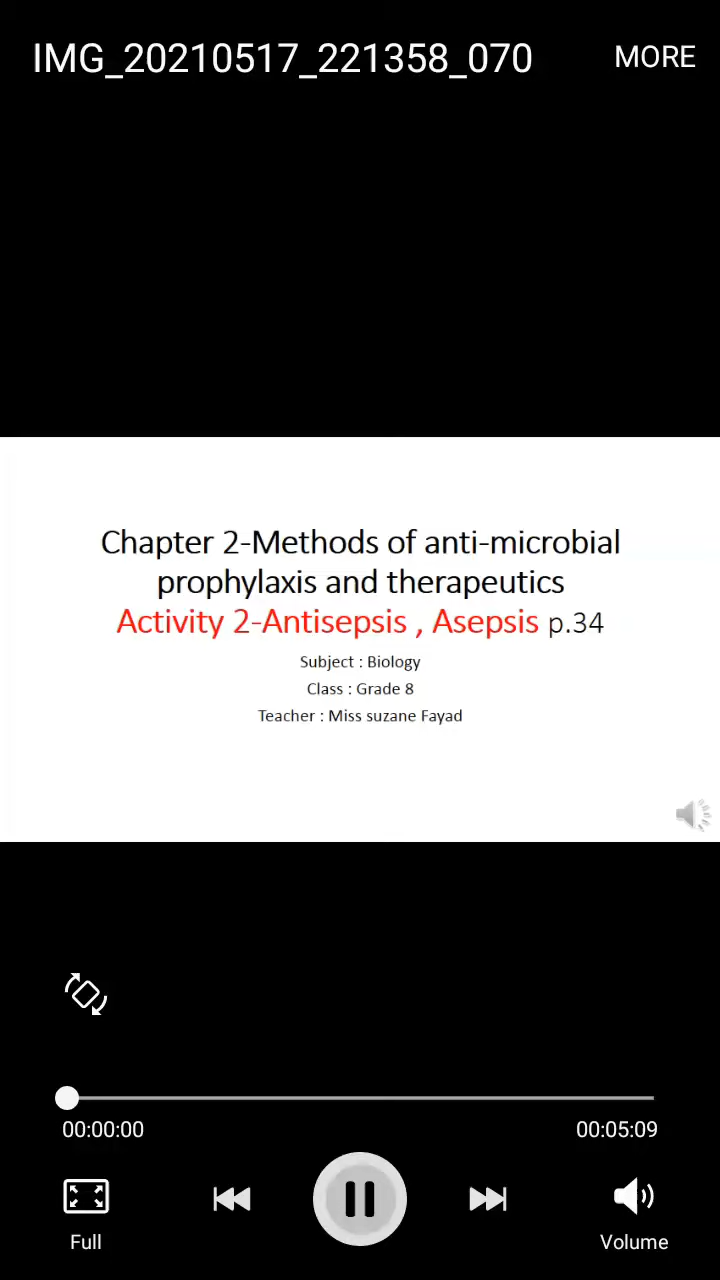 IMG_20210517_221358_070
MORE
Chapter 2-Methods of anti-microbial
prophylaxis and therapeutics
Activity 2-Antisepsis , Asepsis p.34
Subject : Biology
Class : Grade 8
Teacher : Miss suzane Fayad
00:00:00
00:05:09
Full
Volume